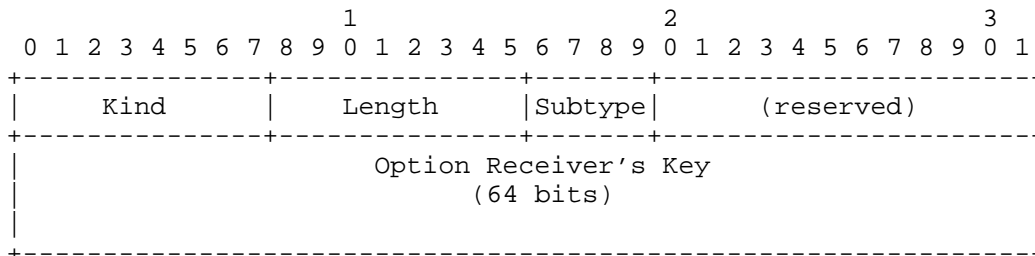 1                   2                   3
 0 1 2 3 4 5 6 7 8 9 0 1 2 3 4 5 6 7 8 9 0 1 2 3 4 5 6 7 8 9 0 1
+---------------+---------------+-------+-----------------------
|     Kind      |    Length     |Subtype|      (reserved)
+---------------+---------------+-------+-----------------------
|                      Option Receiver's Key
|                            (64 bits)
|
+---------------------------------------------------------------